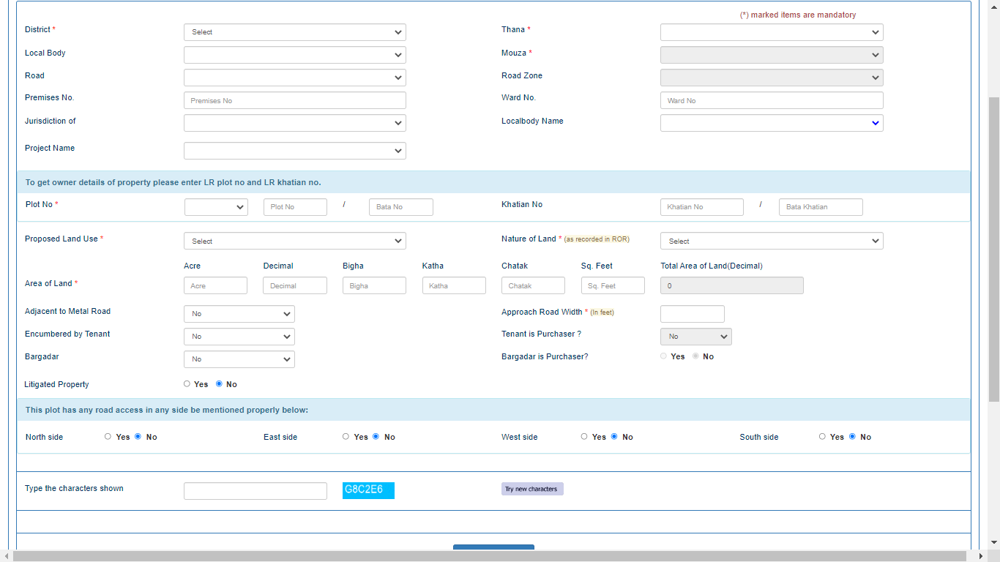 (*) marked items are mandatory
District * Select Thana *
Local Body Mouza *
Road Road Zone
Premises No. Premises No Ward No. Ward No
Jurisdiction of Localbody Name
Project Name
To get owner details of property please enter LR plot no and LR khatian no.
Plot No * Plot No / Bata No Khatian No Khatian No / Bata Khatian
Proposed Land Use * Select Nature of Land * (as recorded in ROR) Select
Acre Decimal Bigha Katha Chatak Sq. Feet Total Area of Land(Decimal)
Area of Land * Acre Decimal Bigha Katha Chatak Sq. Feet 0
Adjacent to Metal Road No Approach Road Width * (In feet)
Encumbered by Tenant No Tenant is Purchaser ? No
Bargadar No Bargadar is Purchaser? Yes No
Litigated Property Yes No
This plot has any road access in any side be mentioned properly below:
North side Yes No East side Yes No West side Yes No South side Yes No
Type the characters shown G8C2E6 Try new characters